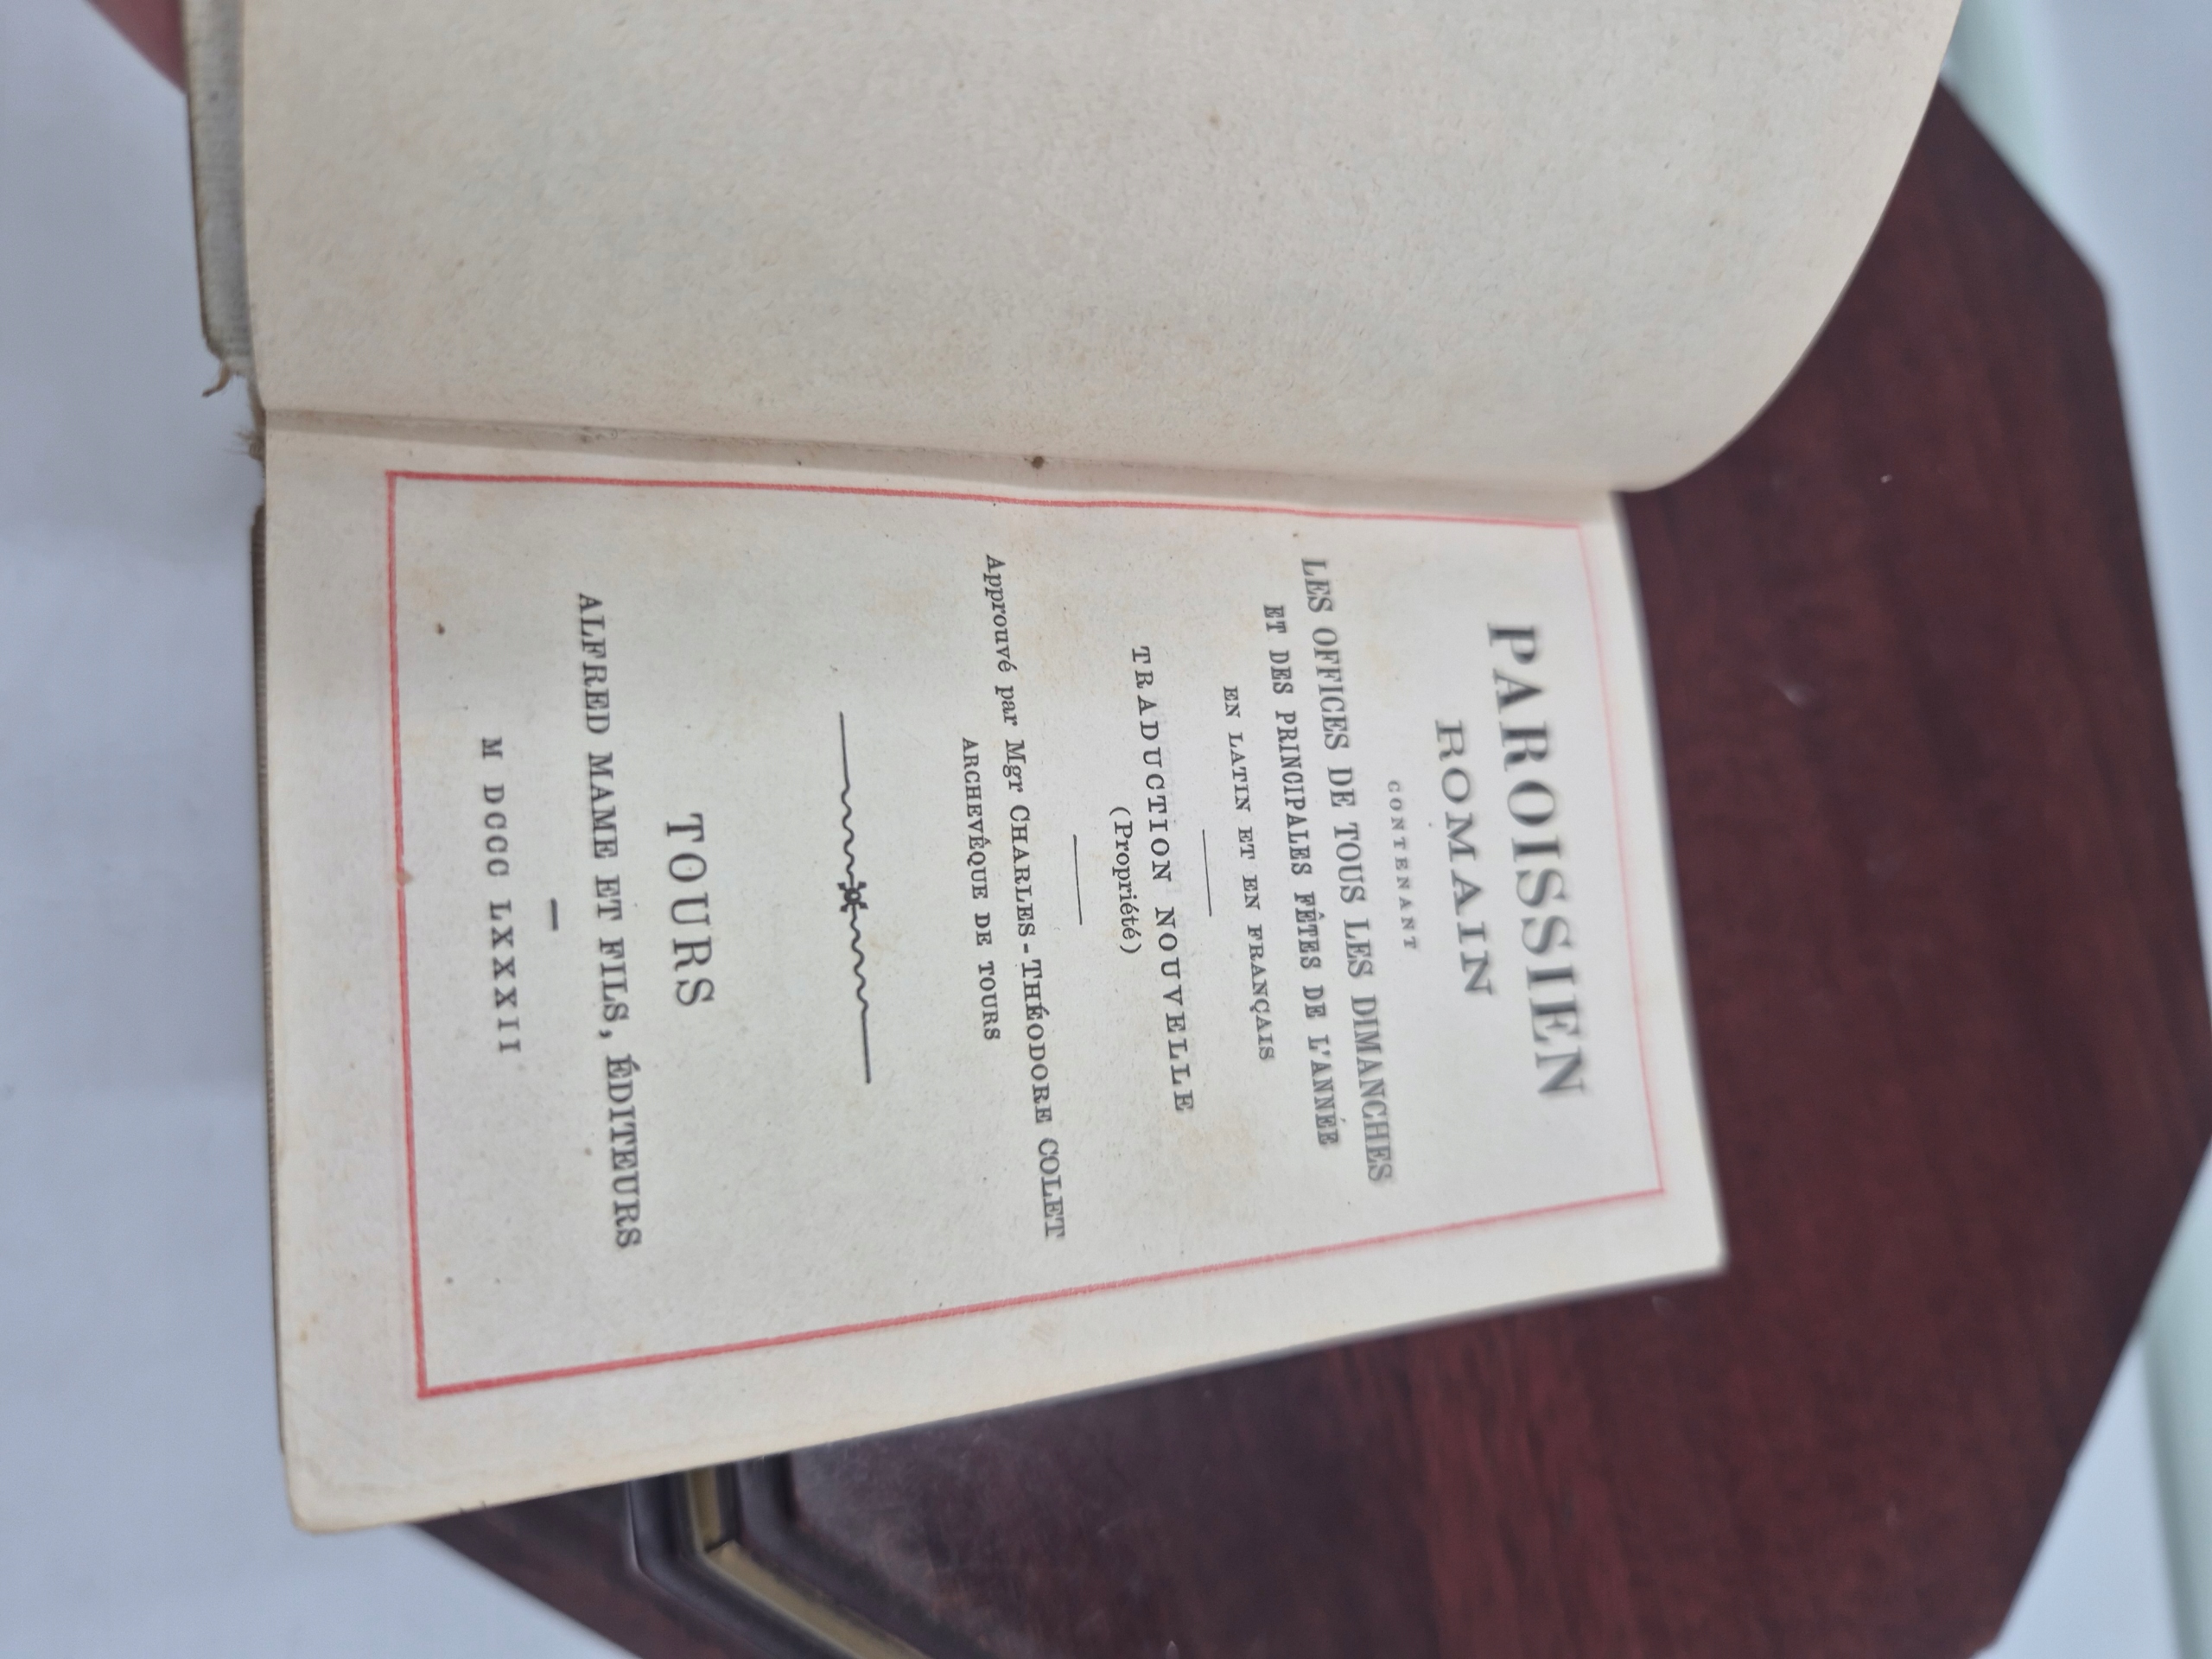 PAROISSIEN
ROMAIN
CONTENANT
LES OFFICES DE TOUS LES DIMANCHES
ET DES PRINCIPALES FÊTES DE L'ANNÉE
EN LATIN ET EN FRANÇAIS
TRADUCTION NOUVELLE
(Propriété)
Approuvé par Mgr CHARLES-THÉODORE COLET
ARCHEVÊQUE DE TOURS
TOURS
ALFRED MAME ET FILS, ÉDITEURS
M DCCC LXXXII